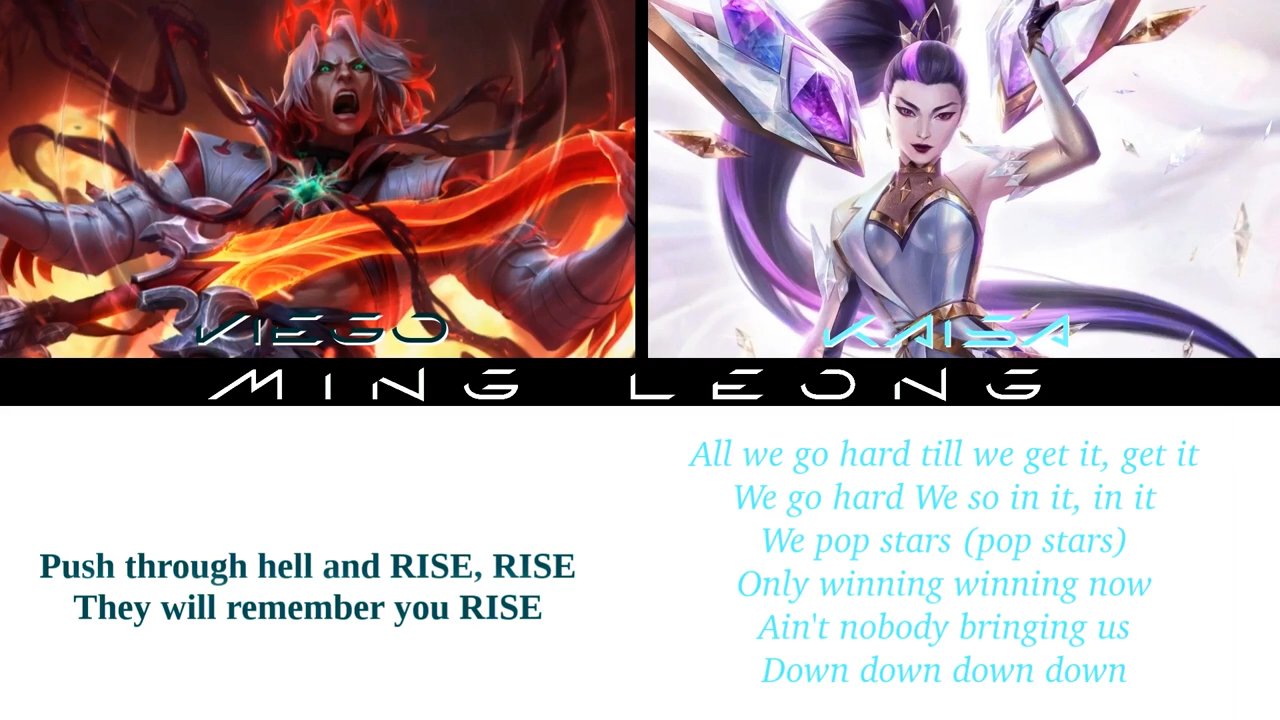 VIEGO
KAISA
MING LEONG
Push through hell and RISE, RISE
They will remember you RISE
All we go hard till we get it, get it
We go hard We so in it, in it
We pop stars (pop stars)
Only winning winning now
Ain't nobody bringing us
Down down down down